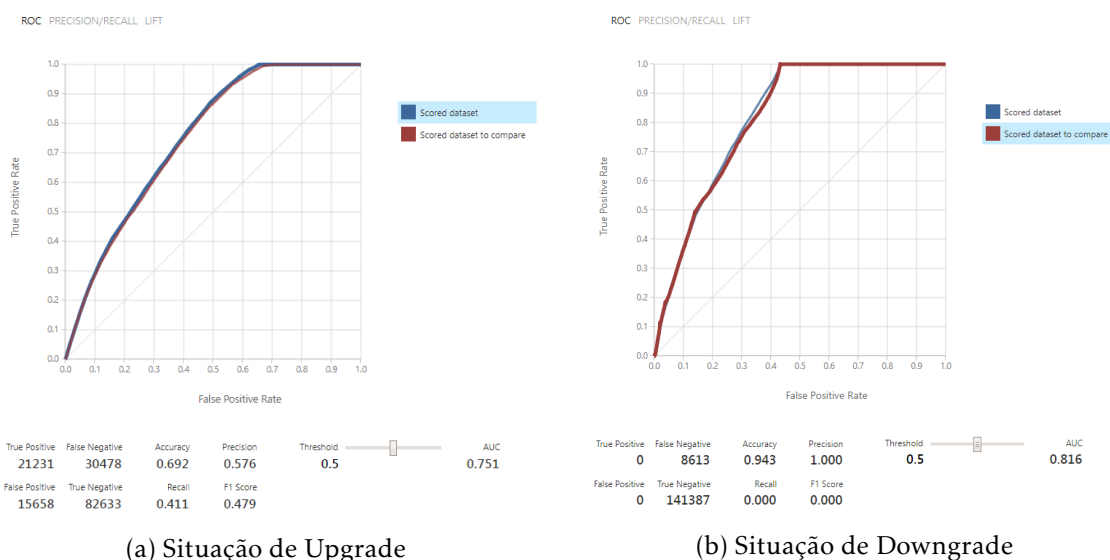 ROC PRECISION/RECALL LIFT
1.0
0.9
0.8
0.7
0.6
0.5
0.4
0.3
0.2
0.1
0.0
True Positive Rate
0.0 0.1 0.2 0.3 0.4 0.5 0.6 0.7 0.8 0.9 1.0
False Positive Rate
Scored dataset
Scored dataset to compare
True Positive False Negative Accuracy Precision Threshold AUC
21231 30478 0.692 0.576 0.5 0.751
False Positive True Negative Recall F1 Score
15658 82633 0.411 0.479
(a) Situação de Upgrade
ROC PRECISION/RECALL LIFT
1.0
0.9
0.8
0.7
0.6
0.5
0.4
0.3
0.2
0.1
0.0
True Positive Rate
0.0 0.1 0.2 0.3 0.4 0.5 0.6 0.7 0.8 0.9 1.0
False Positive Rate
Scored dataset
Scored dataset to compare
True Positive False Negative Accuracy Precision Threshold AUC
0 8613 0.943 1.000 0.5 0.816
False Positive True Negative Recall F1 Score
0 141387 0.000 0.000
(b) Situação de Downgrade